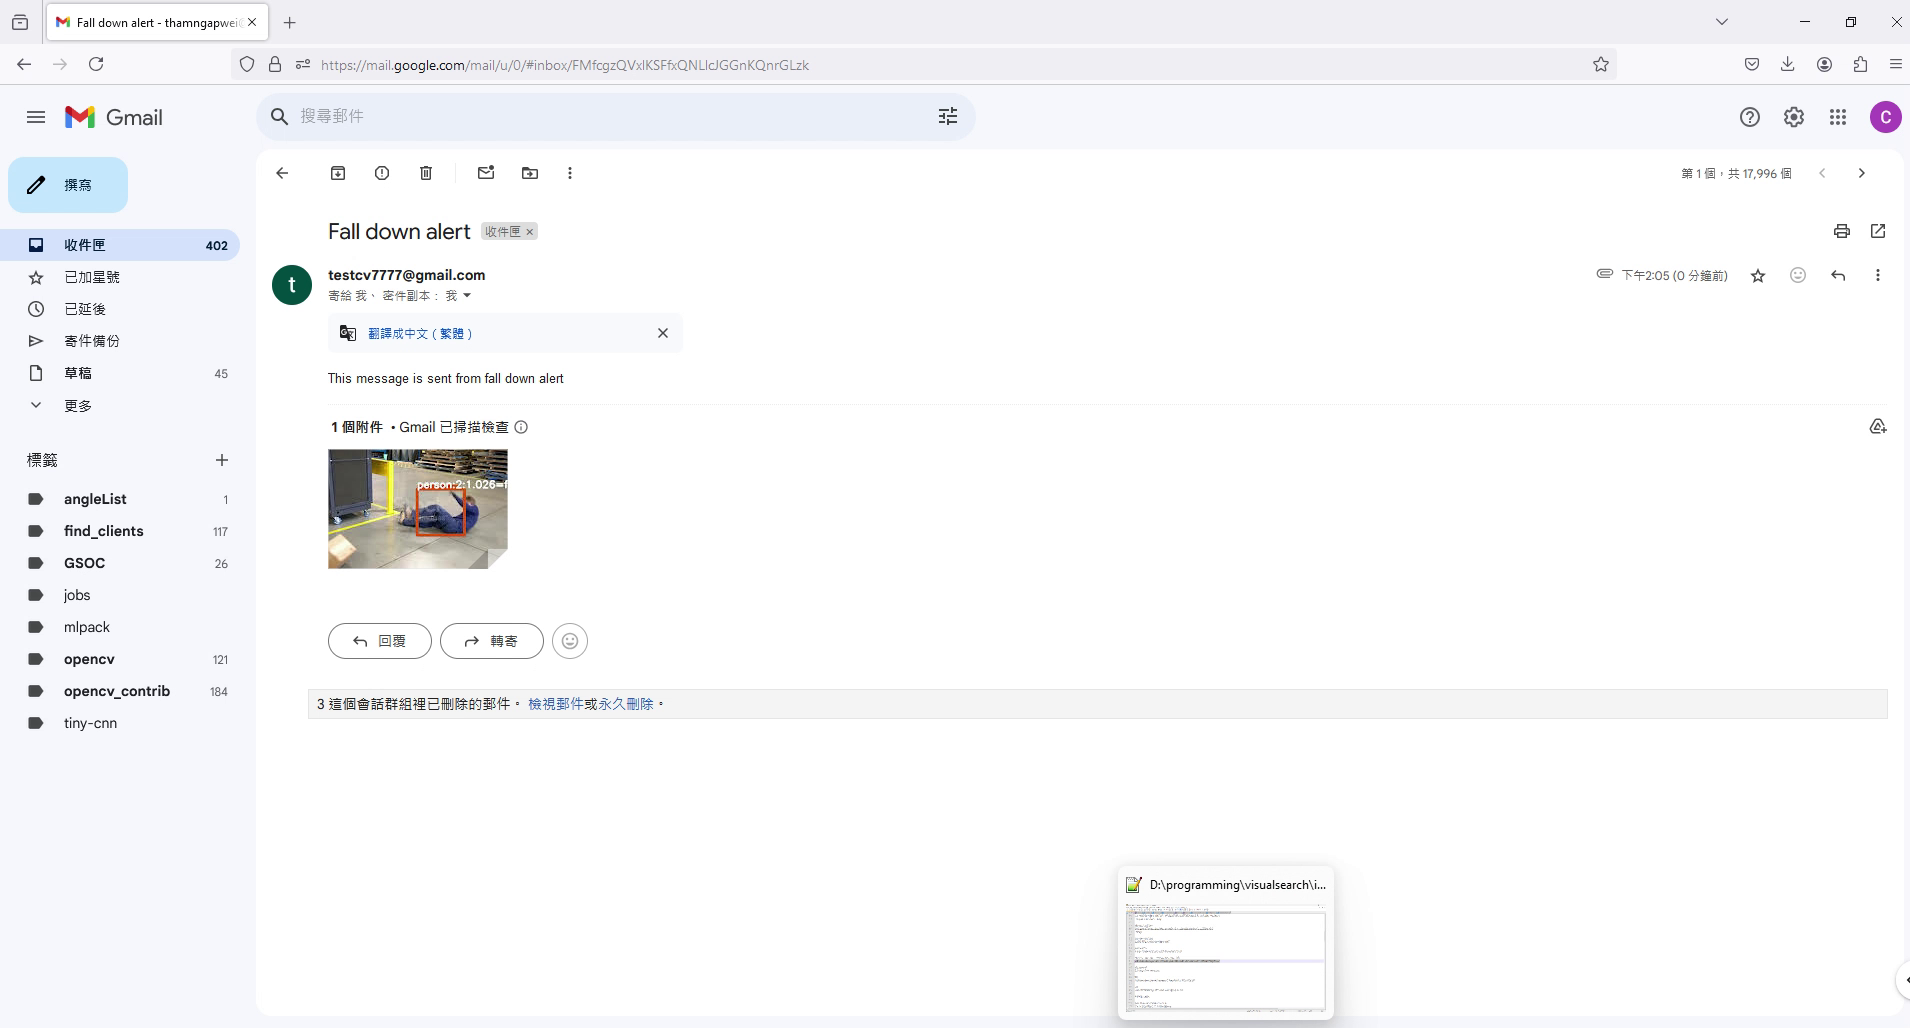 Fall down alert - thamngapwei
https://mail.google.com/mail/u/0/#inbox/FMfcgzQVxlKSFfxQNLlcJGGnKQnrGLzk
Gmail
搜尋郵件
C
撰寫
第 1 個，共 17,996 個
Fall down alert
收件匣 ×
收件匣 402
已加星號
已延後
寄件備份
草稿 45
更多
標籤
angleList 1
find_clients 117
GSOC 26
jobs
mlpack
opencv 121
opencv_contrib 184
tiny-cnn
t
testcv7777@gmail.com
下午2:05 (0 分鐘前)
寄給 我、 密件副本： 我
翻譯成中文 ( 繁體 )
This message is sent from fall down alert
1 個附件 • Gmail 已掃描檢查
person:2:1.026=f
回覆
轉寄
3 這個會話群組裡已刪除的郵件。 檢視郵件或永久刪除。
D:\programming\visualsearch\i...